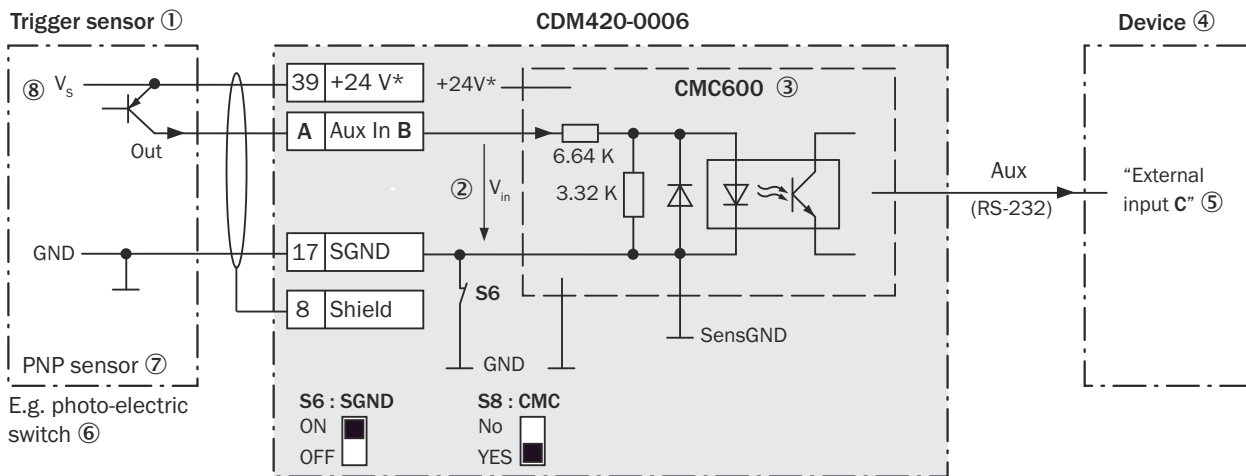 Trigger sensor ①
CDM420-0006
Device ④
⑧ Vs
39 +24 V*
+24V*
CMC600 ③
A Aux In B
Out
6.64 K
② Vin
3.32 K
Aux
(RS-232)
“External
input C” ⑤
GND
17 SGND
S6
8 Shield
SensGND
GND
PNP sensor ⑦
E.g. photo-electric
switch ⑥
S6 : SGND
ON
OFF
S8 : CMC
No
YES